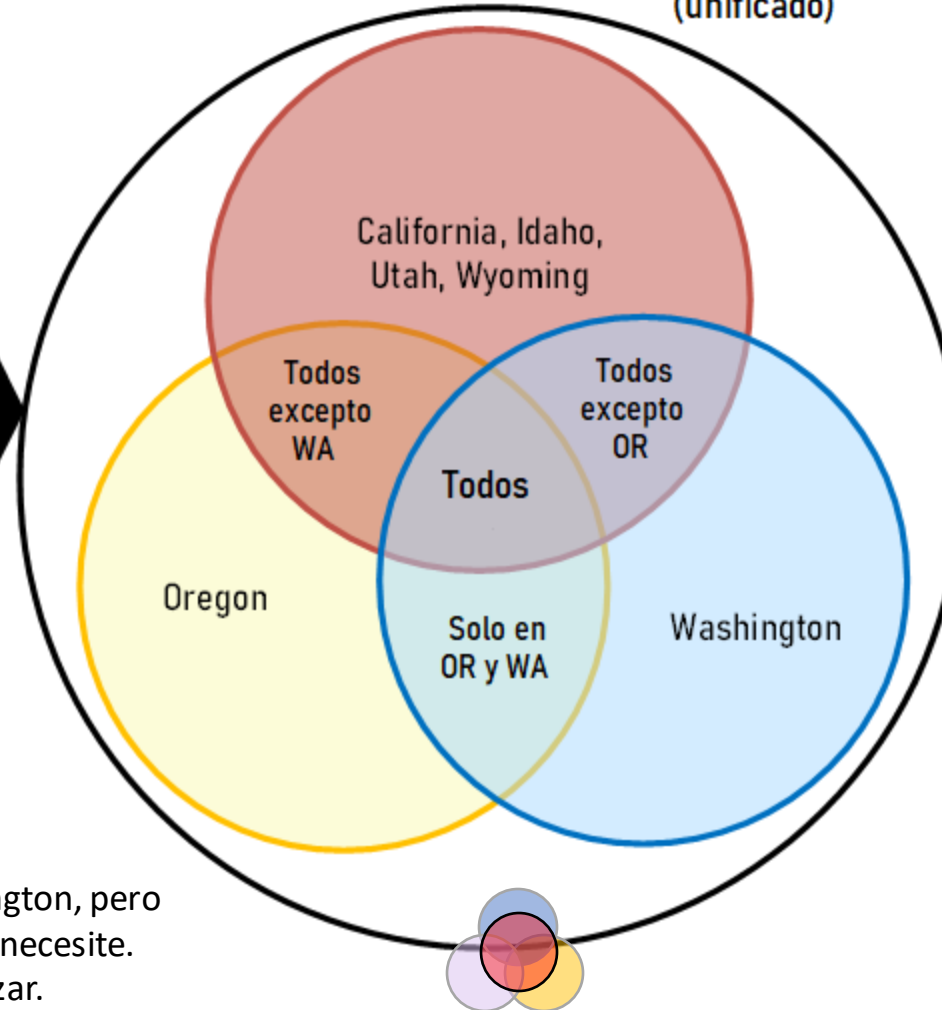 (unificado)
California, Idaho,
Utah, Wyoming
Todos
excepto
WA
Todos
excepto
OR
Todos
Oregon
Solo en
OR y WA
Washington
gton, pero
necesite.
zar.